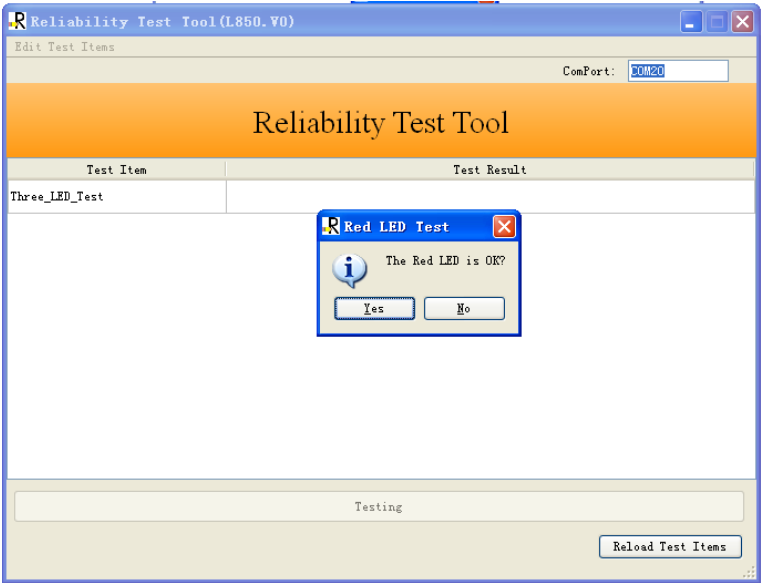 Reliability Test Tool(L850.V0)
Edit Test Items
ComPort: COM20
Reliability Test Tool
Test Item Test Result
Three_LED_Test
Red LED Test
The Red LED is OK?
Yes No
Testing
Reload Test Items